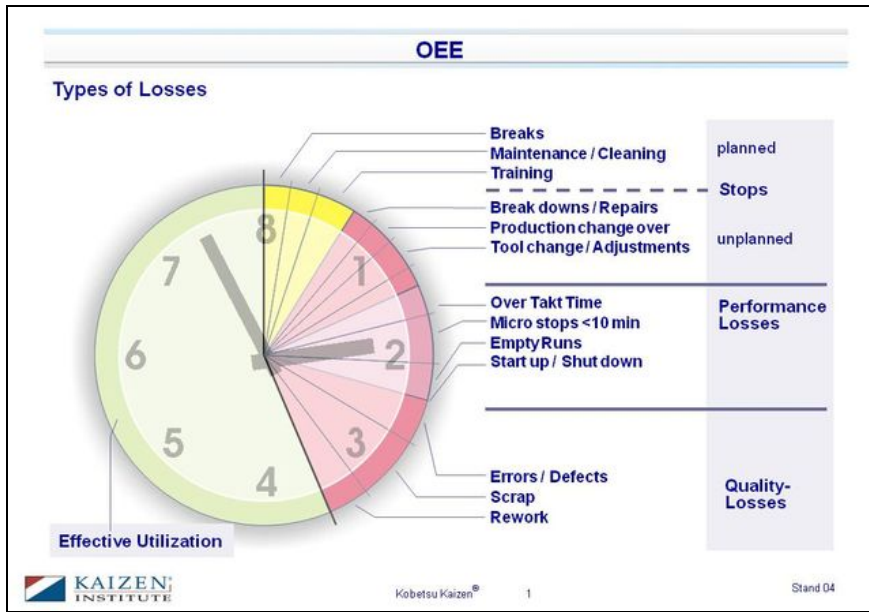 OEE
Types of Losses
Breaks
Maintenance / Cleaning
Training
planned
Stops
Break downs / Repairs
Production change over
Tool change / Adjustments
unplanned
Over Takt Time
Micro stops <10 min
Empty Runs
Start up / Shut down
Performance
Losses
Errors / Defects
Scrap
Rework
Quality-
Losses
8
1
2
3
4
5
6
7
Effective Utilization
KAIZEN
INSTITUTE
Kobetsu Kaizen®
1
Stand 04